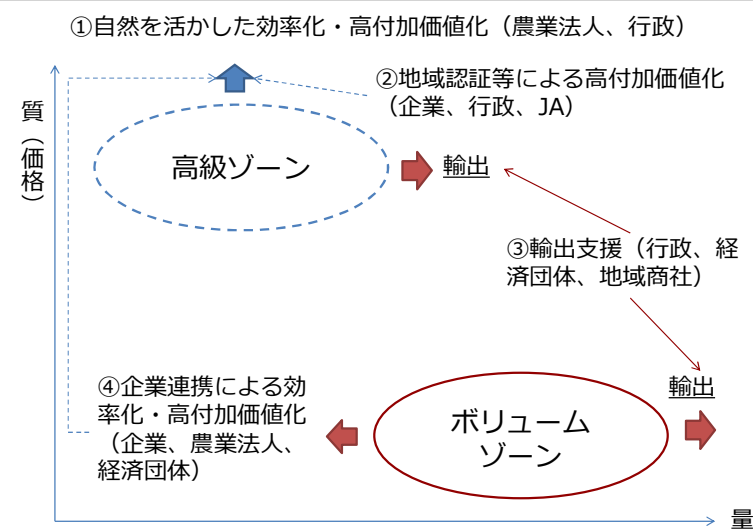 ①自然を活かした効率化・高付加価値化（農業法人、行政）
②地域認証等による高付加価値化
（企業、行政、JA）
質（価格）
高級ゾーン
輸出
③輸出支援（行政、経
済団体、地域商社）
④企業連携による効
率化・高付加価値化
（企業、農業法人、
経済団体）
ボリューム
ゾーン
輸出
量